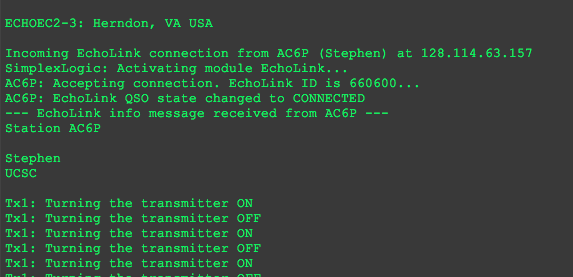 ECHOEC2-3: Herndon, VA USA
Incoming EchoLink connection from AC6P (Stephen) at 128.114.63.157
SimplexLogic: Activating module EchoLink...
AC6P: Accepting connection. EchoLink ID is 660600...
AC6P: EchoLink QSO state changed to CONNECTED
--- EchoLink info message received from AC6P ---
Station AC6P
Stephen
UCSC
Tx1: Turning the transmitter ON
Tx1: Turning the transmitter OFF
Tx1: Turning the transmitter ON
Tx1: Turning the transmitter OFF
Tx1: Turning the transmitter ON
Tx1: Turning the transmitter OFF